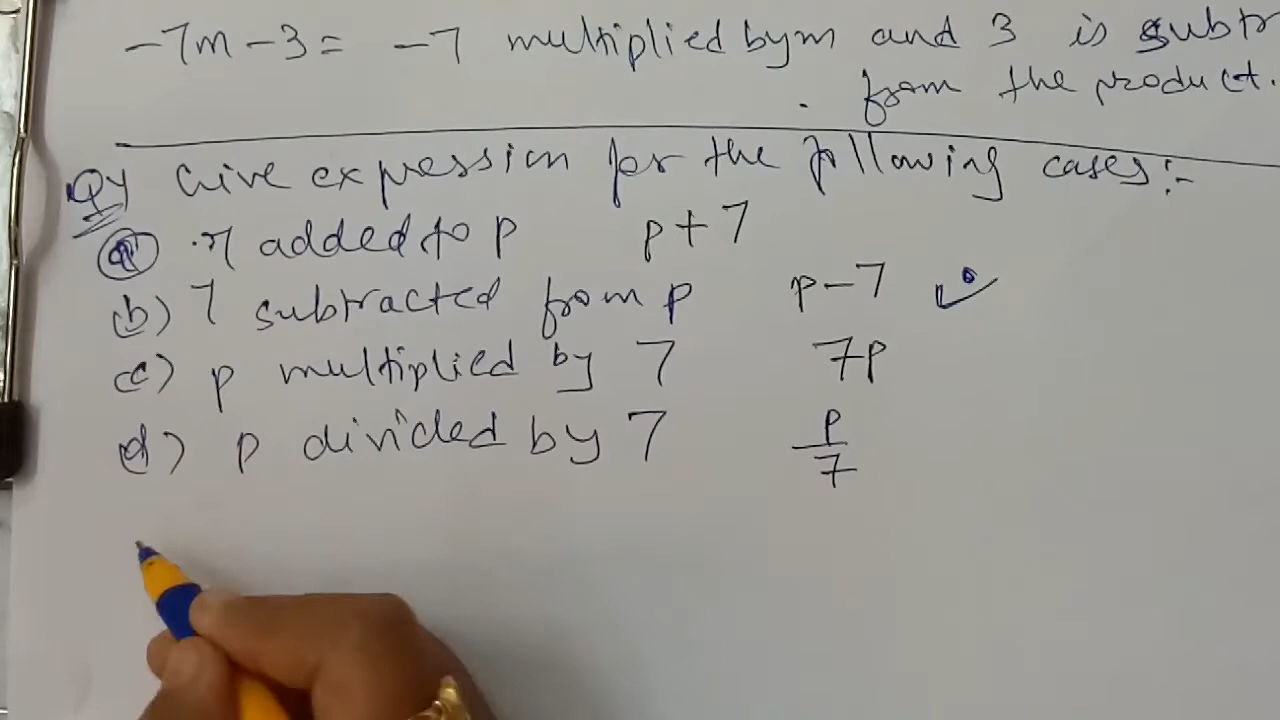 -7m-3= -7 multiplied by m and 3 is subtr
from the product.
Q4 Give expression for the following cases:-
(a) 7 added to p p+7
(b) 7 subtracted from p p-7
(c) p multiplied by 7 7p
(d) p divided by 7 p/7